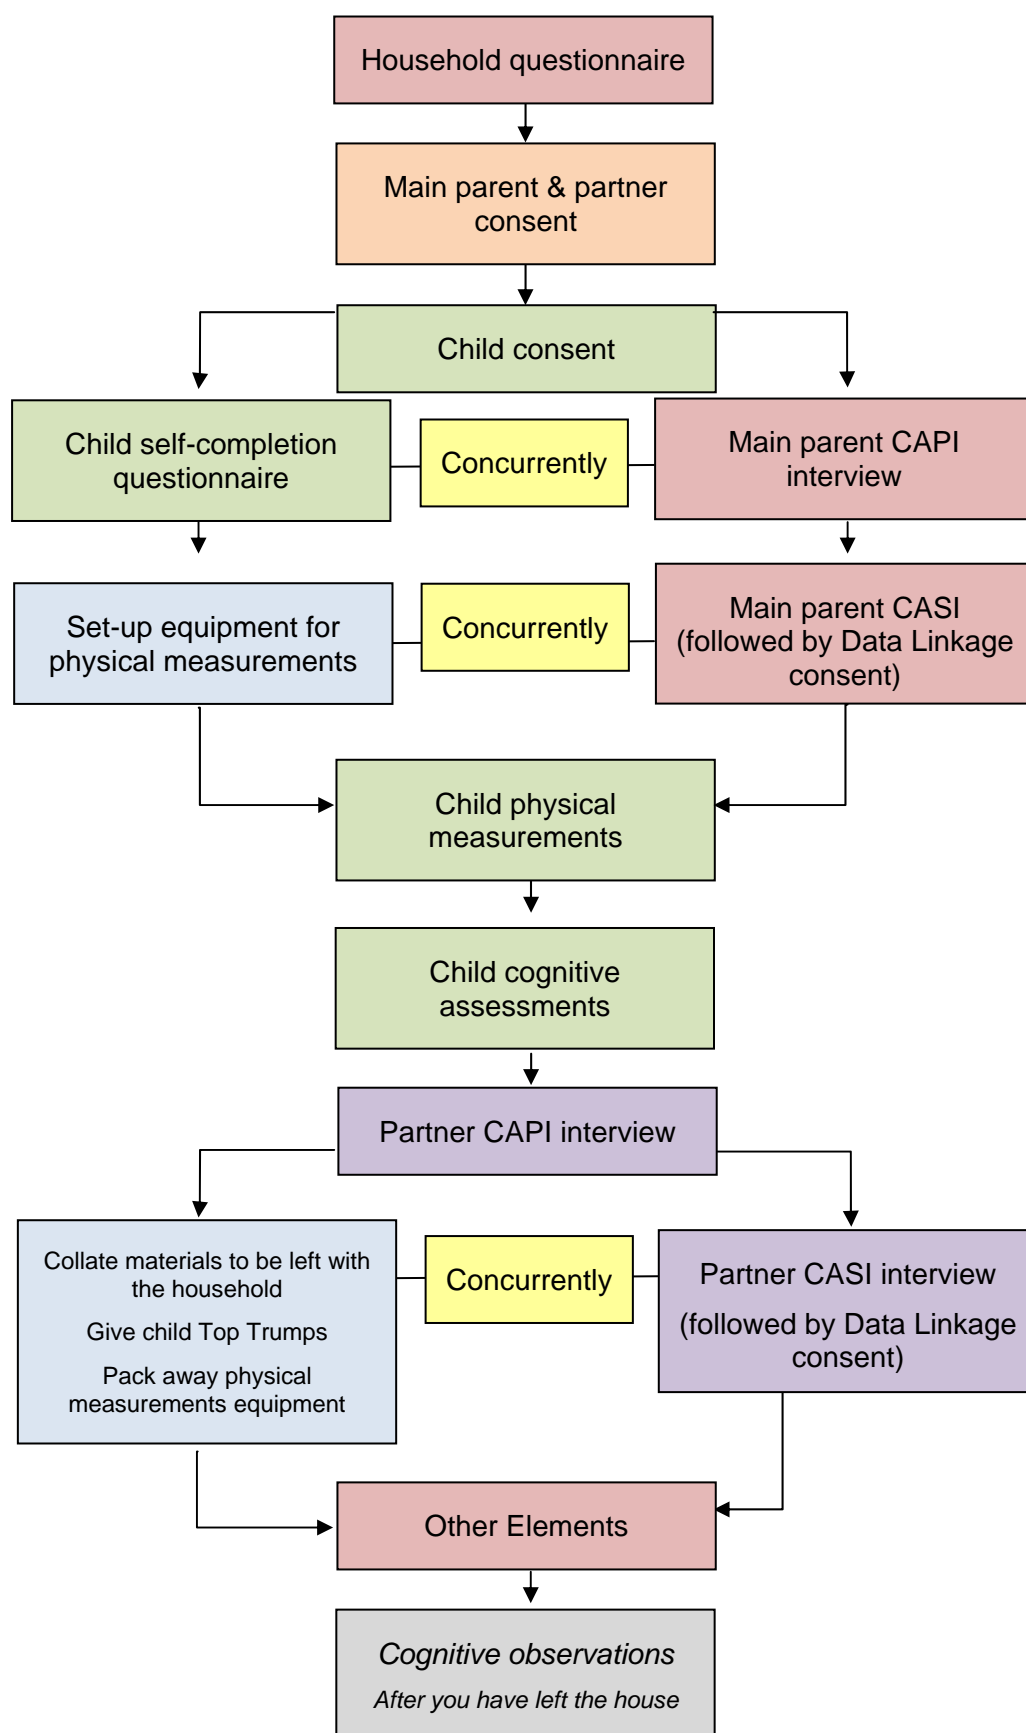 Household questionnaire
Main parent & partner
consent
Child consent
Child self-completion
questionnaire
Concurrently
Main parent CAPI
interview
Set-up equipment for
physical measurements
Concurrently
Main parent CASI
(followed by Data Linkage
consent)
Child physical
measurements
Child cognitive
assessments
Partner CAPI interview
Collate materials to be left with
the household
Give child Top Trumps
Pack away physical
measurements equipment
Concurrently
Partner CASI interview
(followed by Data Linkage
consent)
Other Elements
Cognitive observations
After you have left the house